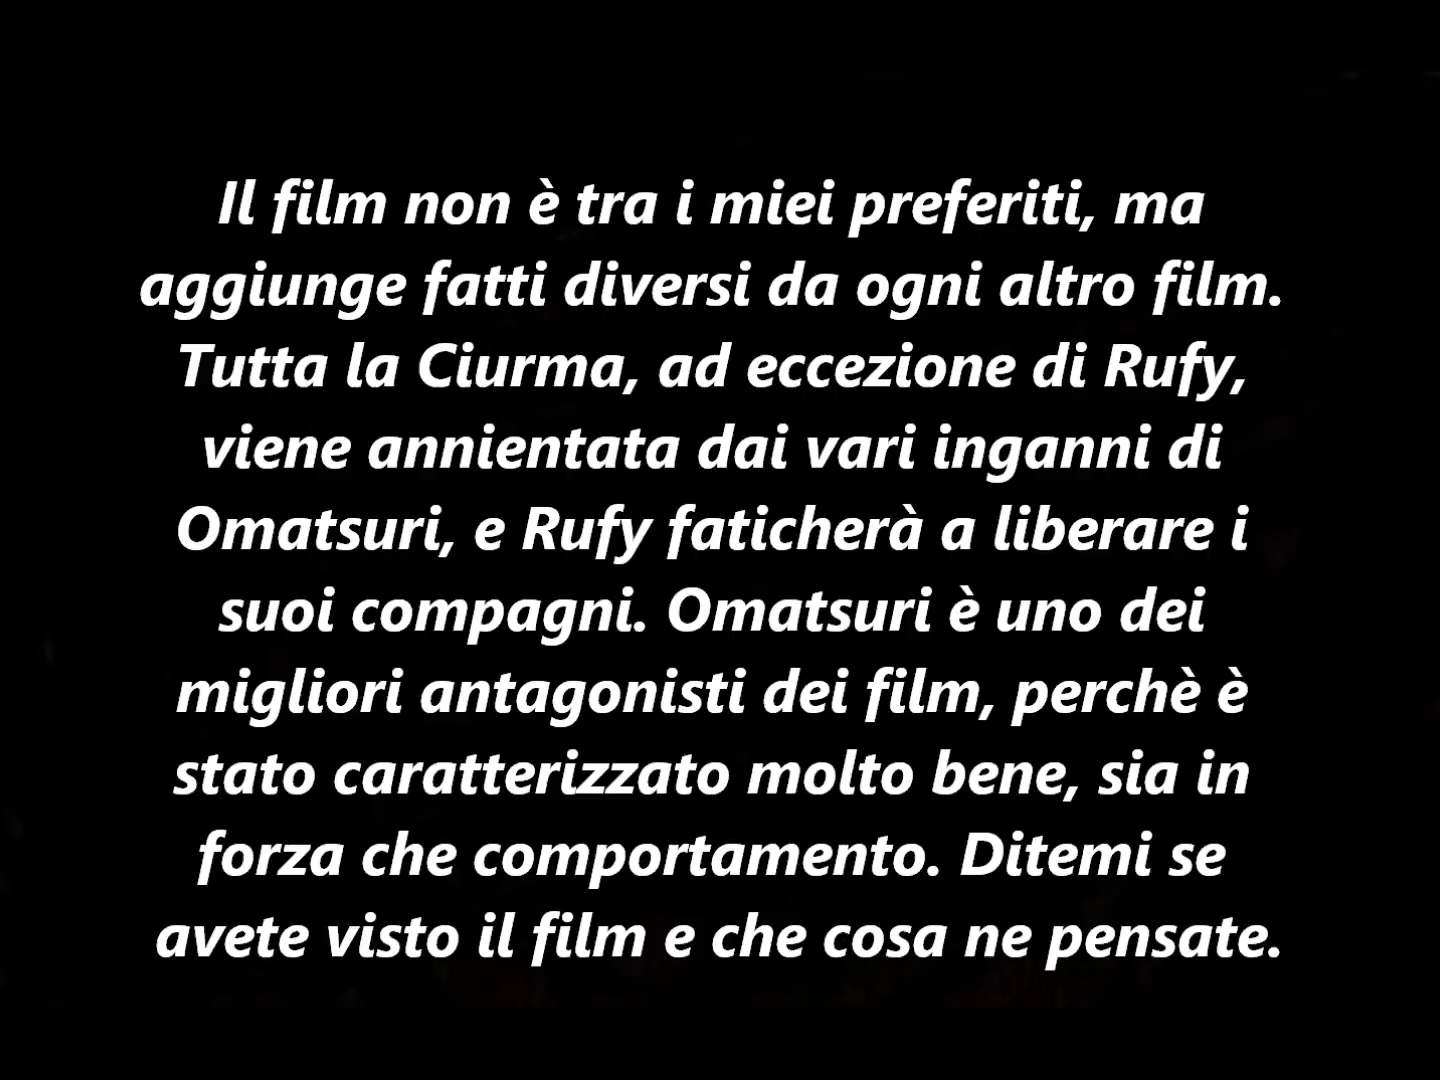 Il film non è tra i miei preferiti, ma
aggiunge fatti diversi da ogni altro film.
Tutta la Ciurma, ad eccezione di Rufy,
viene annientata dai vari inganni di
Omatsuri, e Rufy faticherà a liberare i
suoi compagni. Omatsuri è uno dei
migliori antagonisti dei film, perchè è
stato caratterizzato molto bene, sia in
forza che comportamento. Ditemi se
avete visto il film e che cosa ne pensate.